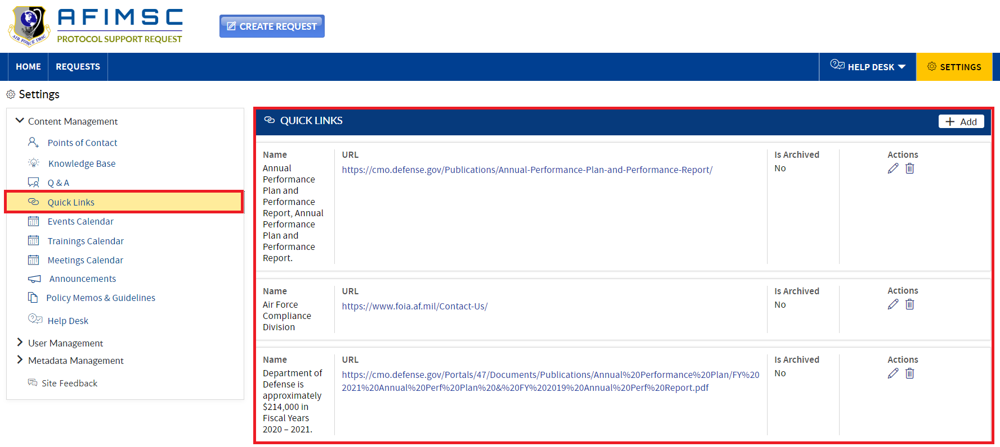 AIR FORCE IMSC
AFIMSC
PROTOCOL SUPPORT REQUEST
CREATE REQUEST
HOME
REQUESTS
HELP DESK
SETTINGS
Settings
Content Management
Points of Contact
Knowledge Base
Q & A
Quick Links
Events Calendar
Trainings Calendar
Meetings Calendar
Announcements
Policy Memos & Guidelines
Help Desk
User Management
Metadata Management
Site Feedback
QUICK LINKS
+ Add
Name
Annual
Performance
Plan and
Performance
Report, Annual
Performance
Plan and
Performance
Report.
URL
https://cmo.defense.gov/Publications/Annual-Performance-Plan-and-Performance-Report/
Is Archived
No
Actions
Name
Air Force
Compliance
Division
URL
https://www.foia.af.mil/Contact-Us/
Is Archived
No
Actions
Name
Department of
Defense is
approximately
$214,000 in
Fiscal Years
2020 – 2021.
URL
https://cmo.defense.gov/Portals/47/Documents/Publications/Annual%20Performance%20Plan/FY%20
2021%20Annual%20Perf%20Plan%20&%20FY%202019%20Annual%20Perf%20Report.pdf
Is Archived
No
Actions